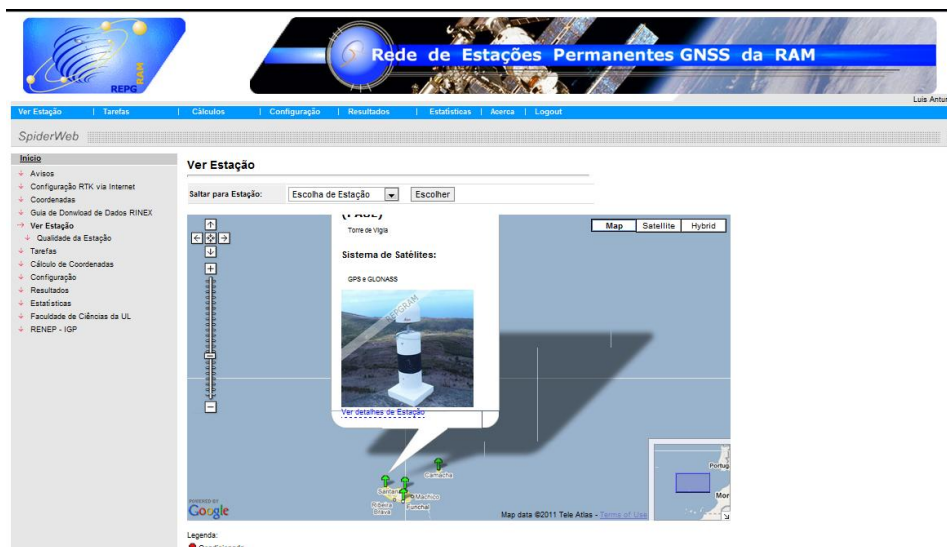 REPG RAM
Rede de Estações Permanentes GNSS da RAM
Luis Antun
Ver Estação | Tarefas | Cálculos | Configuração | Resultados | Estatísticas | Acerca | Logout
SpiderWeb
Início
Avisos
Configuração RTK via Internet
Coordenadas
Guia de Donwload de Dados RINEX
Ver Estação
Qualidade da Estação
Tarefas
Cálculo de Coordenadas
Configuração
Resultados
Estatísticas
Faculdade de Ciências da UL
RENEP - IGP
Ver Estação
Saltar para Estação: Escolha de Estação Escolher
Map Satellite Hybrid
Torre de Vigia
Sistema de Satélites:
GPS e GLONASS
REPGRAM
Ver detalhes de Estação
Camacha
Santana
Machico
Ribeira Brava
Funchal
Portug
Mor
POWERED BY
Google
Map data ©2011 Tele Atlas - Terms of Use
Legenda: